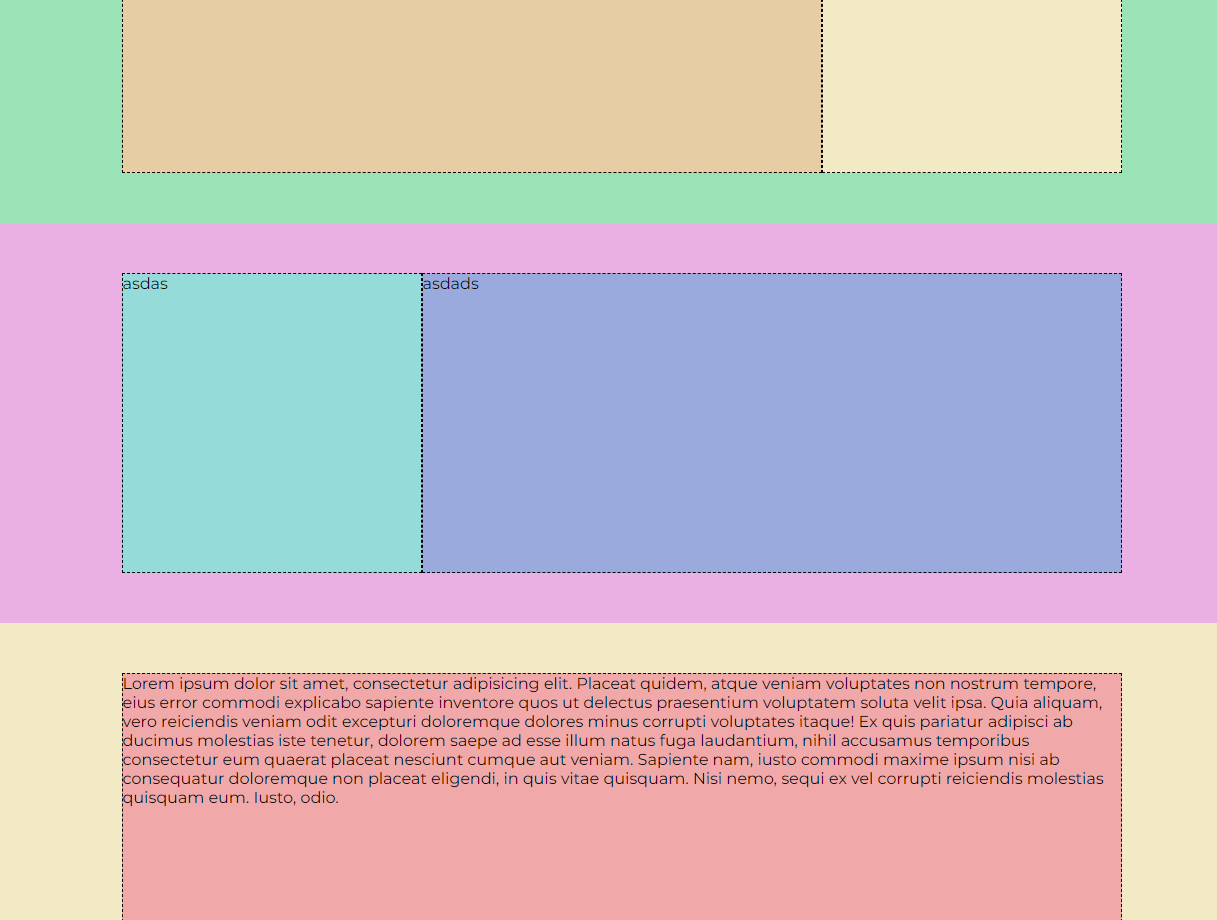 asdas
asdads
Lorem ipsum dolor sit amet, consectetur adipisicing elit. Placeat quidem, atque veniam voluptates non nostrum tempore,
eius error commodi explicabo sapiente inventore quos ut delectus praesentium voluptatem soluta velit ipsa. Quia aliquam,
vero reiciendis veniam odit excepturi doloremque dolores minus corrupti voluptates itaque! Ex quis pariatur adipisci ab
ducimus molestias iste tenetur, dolorem saepe ad esse illum natus fuga laudantium, nihil accusamus temporibus
consectetur eum quaerat placeat nesciunt cumque aut veniam. Sapiente nam, iusto commodi maxime ipsum nisi ab
consequatur doloremque non placeat eligendi, in quis vitae quisquam. Nisi nemo, sequi ex vel corrupti reiciendis molestias
quisquam eum. Iusto, odio.